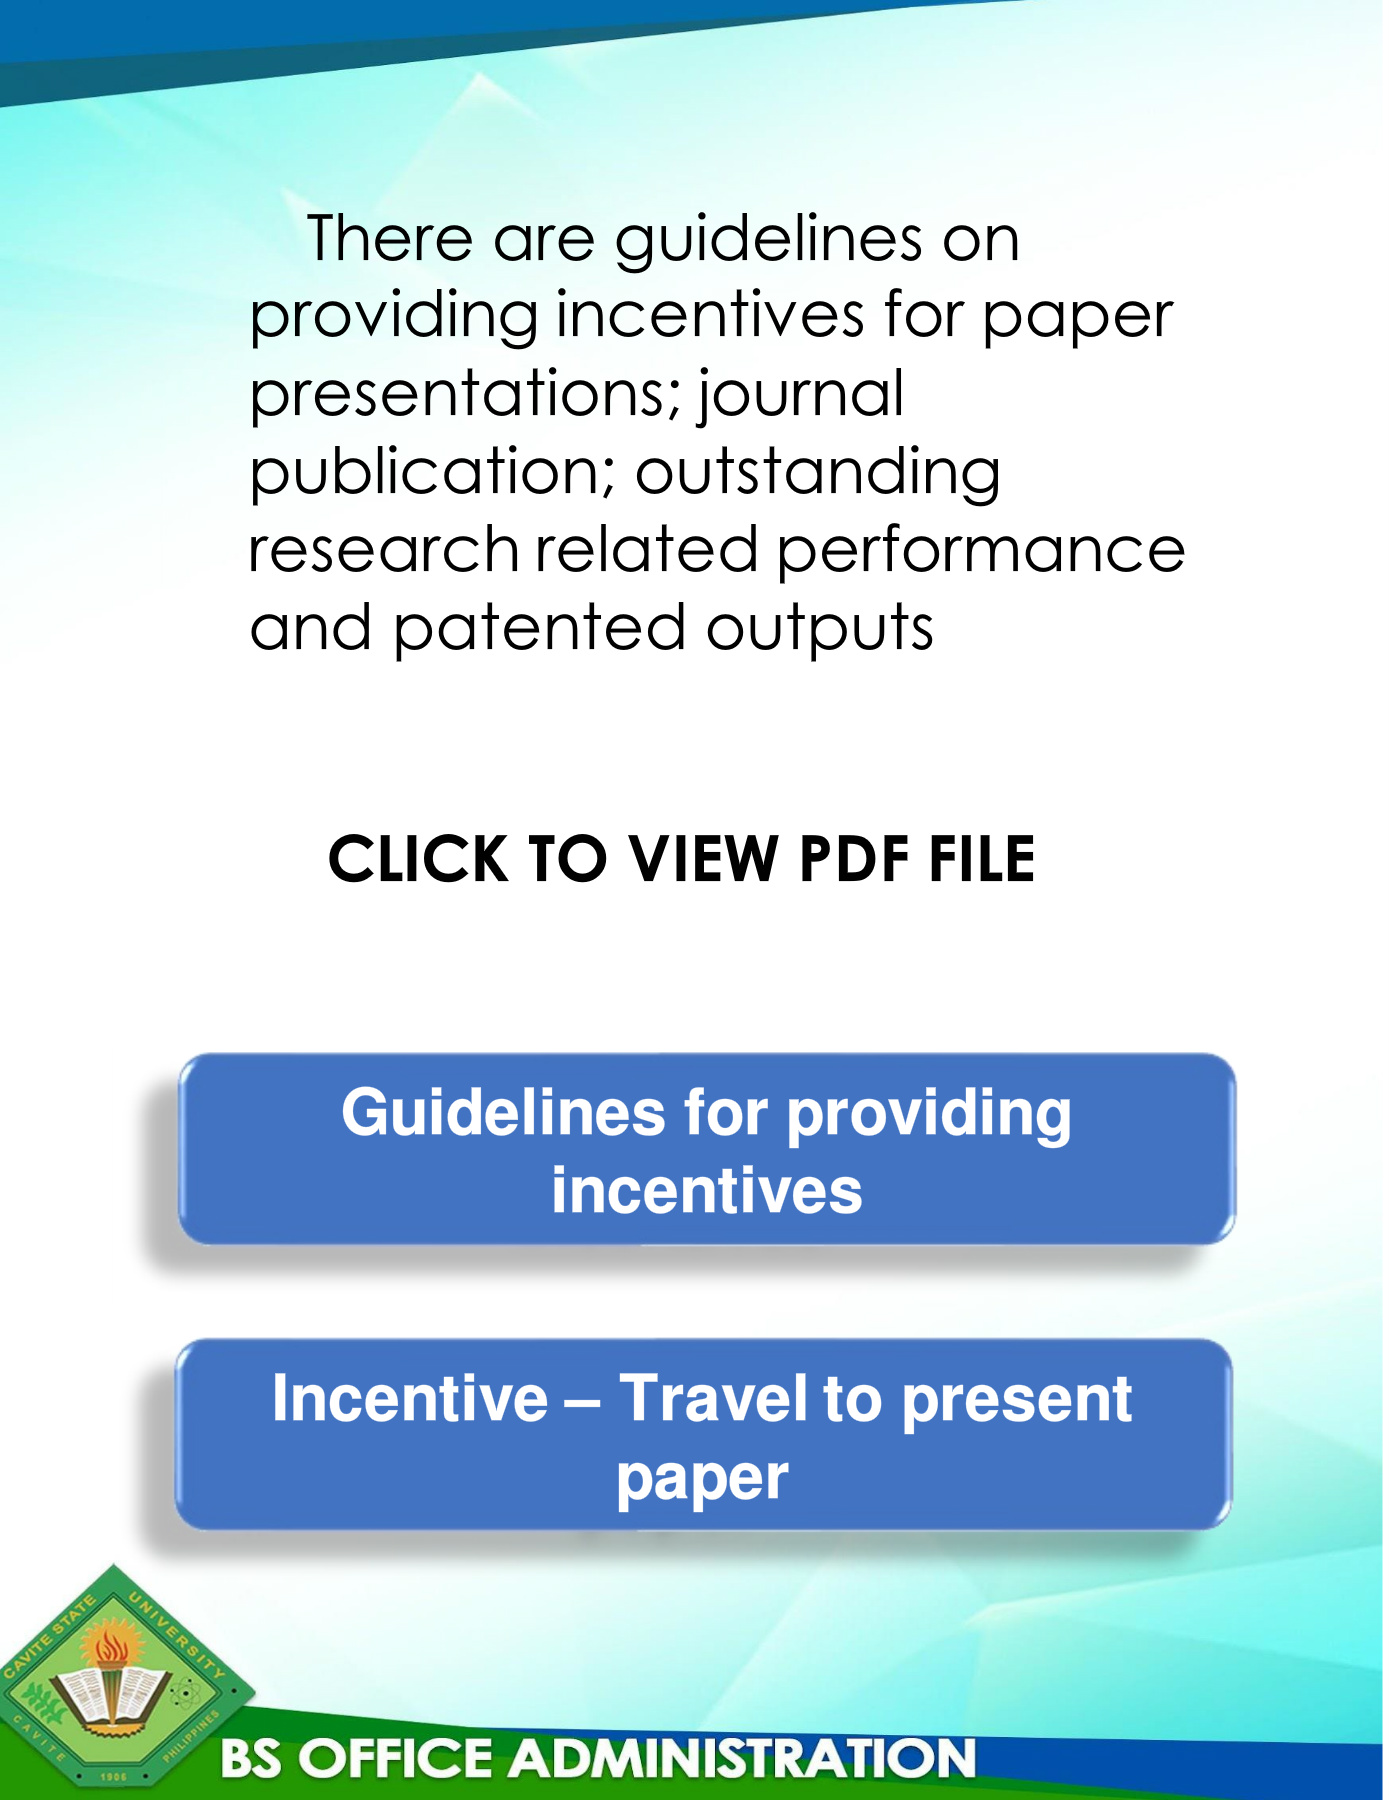 There are guidelines on
providing incentives for paper
presentations; journal
publication; outstanding
research related performance
and patented outputs
CLICK TO VIEW PDF FILE
Guidelines for providing
incentives
Incentive – Travel to present
paper
CAVITE STATE UNIVERSITY
CAVITE 1906 PHILIPPINES
BS OFFICE ADMINISTRATION